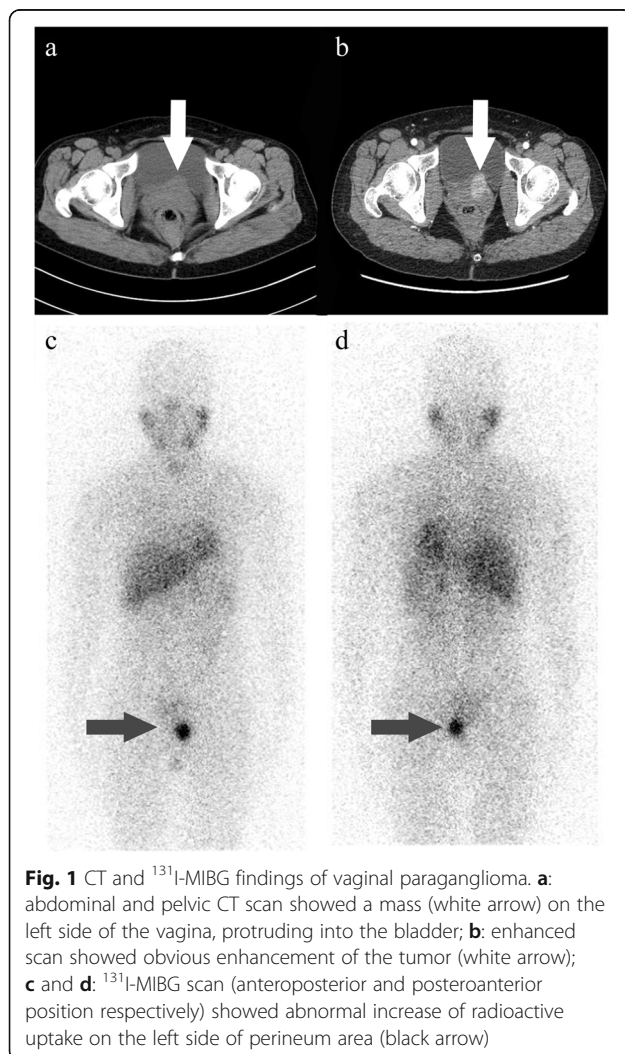 a
b
c
d
Fig. 1 CT and ¹³¹I-MIBG findings of vaginal paraganglioma. a:
abdominal and pelvic CT scan showed a mass (white arrow) on the
left side of the vagina, protruding into the bladder; b: enhanced
scan showed obvious enhancement of the tumor (white arrow);
c and d: ¹³¹I-MIBG scan (anteroposterior and posteroanterior
position respectively) showed abnormal increase of radioactive
uptake on the left side of perineum area (black arrow)